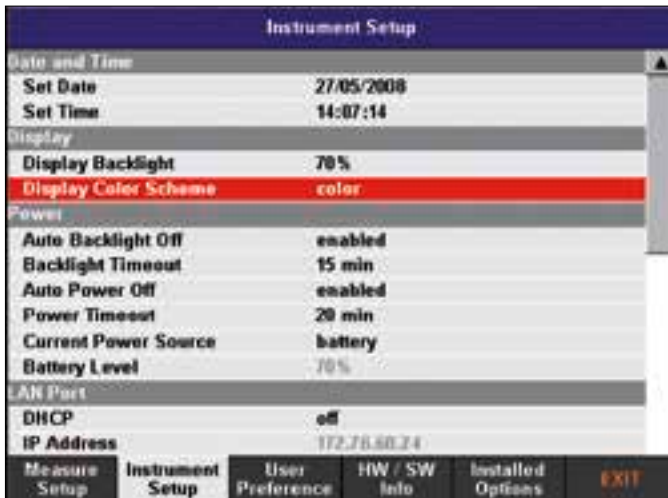 Instrument Setup
Date and Time
Set Date 27/05/2008
Set Time 14:07:14
Display
Display Backlight 70%
Display Color Scheme color
Power
Auto Backlight Off enabled
Backlight Timeout 15 min
Auto Power Off enabled
Power Timeout 20 min
Current Power Source battery
Battery Level 70%
LAN Port
DHCP off
IP Address 172.76.60.24
Measure Setup
Instrument Setup
User Preference
HW / SW Info
Installed Options
EXIT